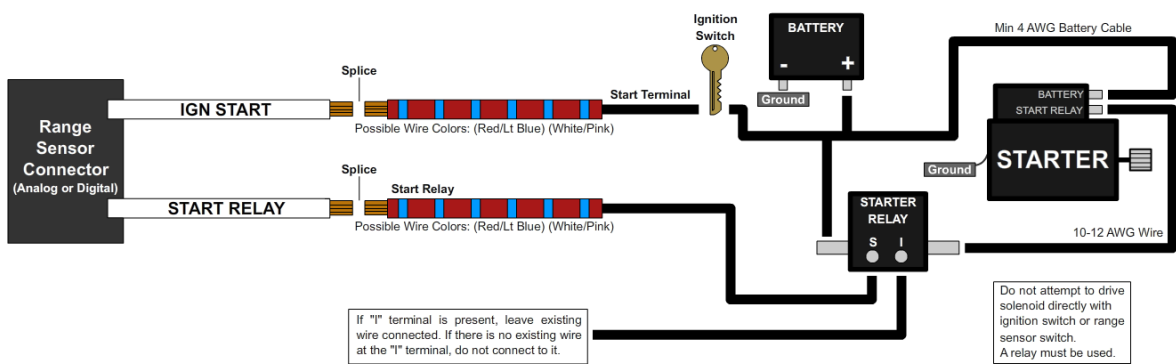 Range
Sensor
Connector
(Analog or Digital)
IGN START
Splice
Possible Wire Colors: (Red/Lt Blue) (White/Pink)
Start Terminal
Ignition
Switch
BATTERY
- +
Ground
Min 4 AWG Battery Cable
BATTERY
START RELAY
STARTER
Ground
START RELAY
Splice
Start Relay
Possible Wire Colors: (Red/Lt Blue) (White/Pink)
STARTER
RELAY
S I
10-12 AWG Wire
If "I" terminal is present, leave existing
wire connected. If there is no existing wire
at the "I" terminal, do not connect to it.
Do not attempt to drive
solenoid directly with
ignition switch or range
sensor switch.
A relay must be used.